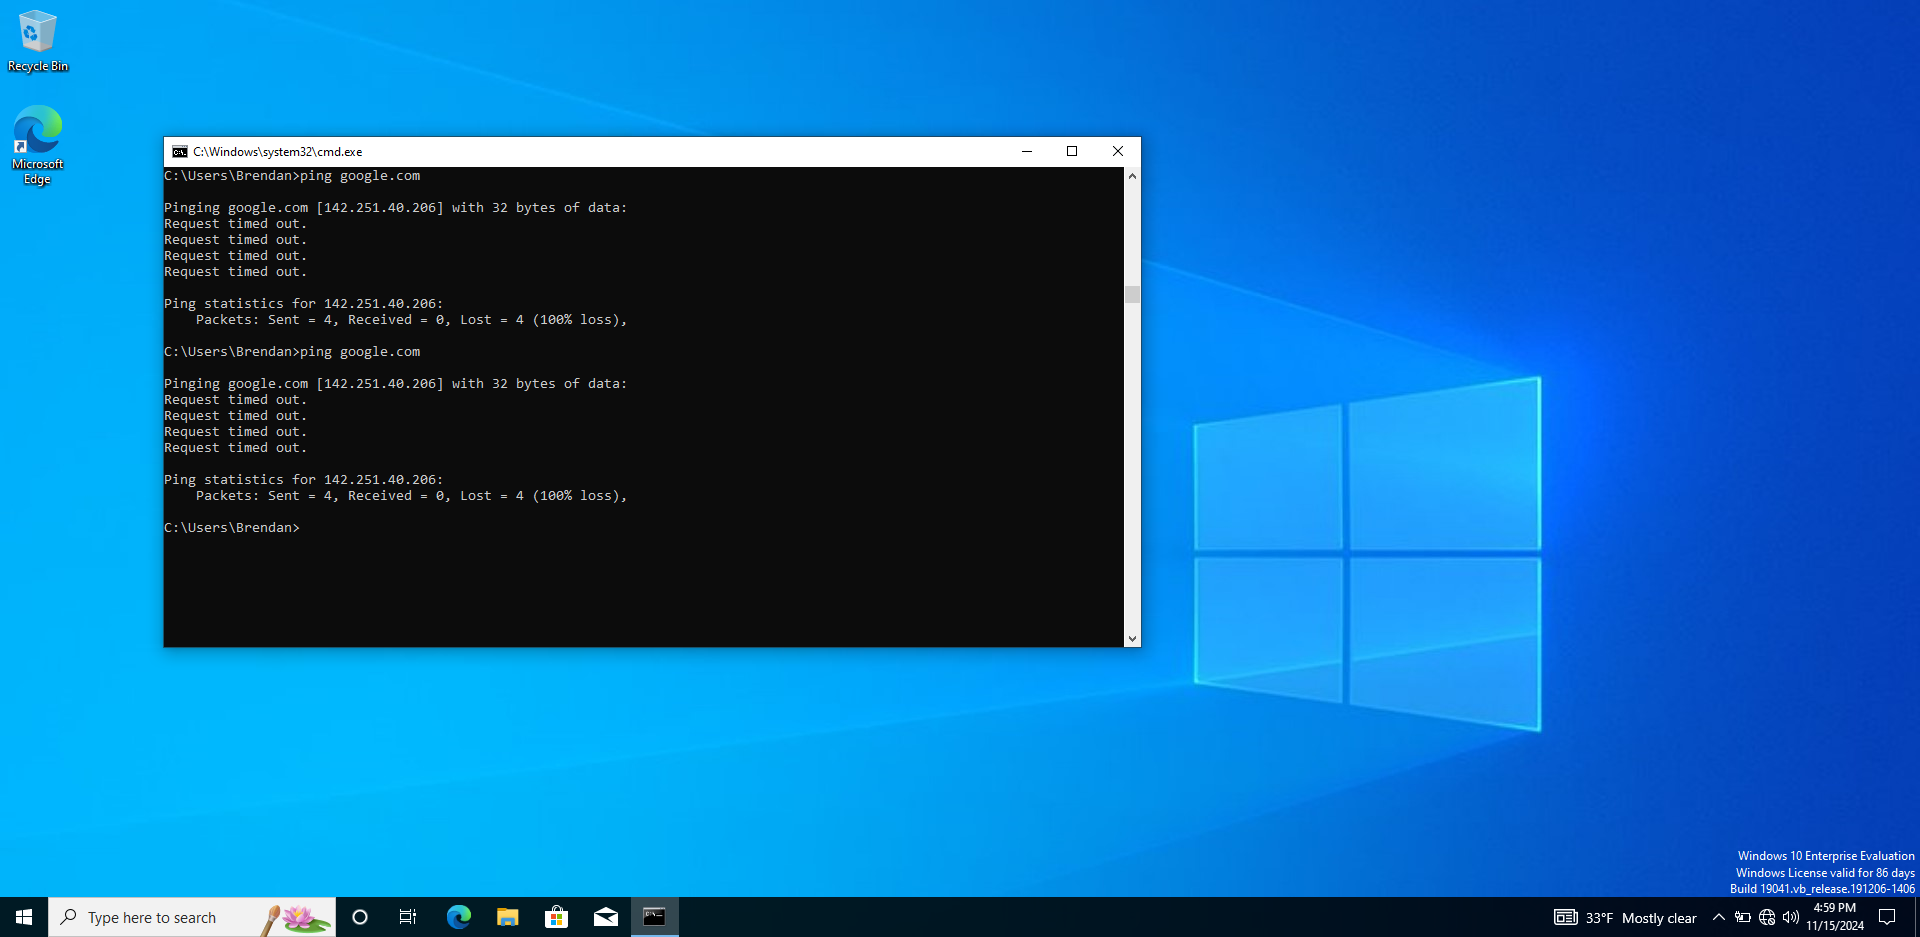 Recycle Bin
Microsoft
Edge
C:\Windows\system32\cmd.exe
C:\Users\Brendan>ping google.com
Pinging google.com [142.251.40.206] with 32 bytes of data:
Request timed out.
Request timed out.
Request timed out.
Request timed out.
Ping statistics for 142.251.40.206:
    Packets: Sent = 4, Received = 0, Lost = 4 (100% loss),
C:\Users\Brendan>ping google.com
Pinging google.com [142.251.40.206] with 32 bytes of data:
Request timed out.
Request timed out.
Request timed out.
Request timed out.
Ping statistics for 142.251.40.206:
    Packets: Sent = 4, Received = 0, Lost = 4 (100% loss),
C:\Users\Brendan>
Windows 10 Enterprise Evaluation
Windows License valid for 86 days
Build 19041.vb_release.191206-1406
Type here to search
33°F Mostly clear
4:59 PM
11/15/2024